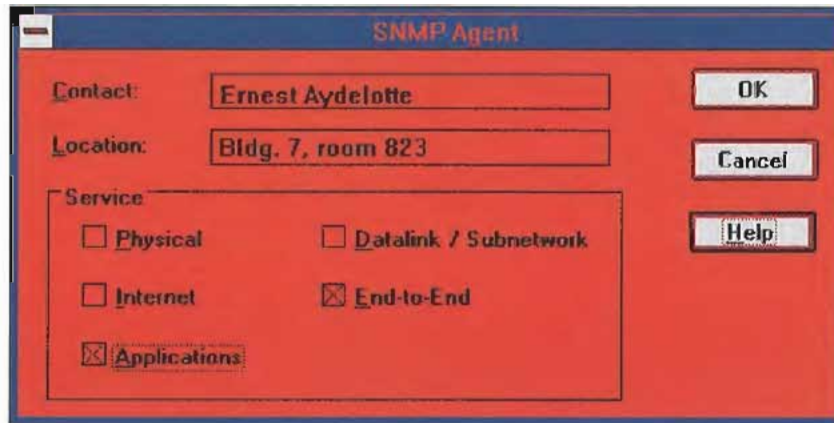 SNMP Agent
Contact: Ernest Aydelotte
Location: Bldg. 7, room 823
OK
Cancel
Help
Service
Physical
Datalink / Subnetwork
Internet
End-to-End
Applications